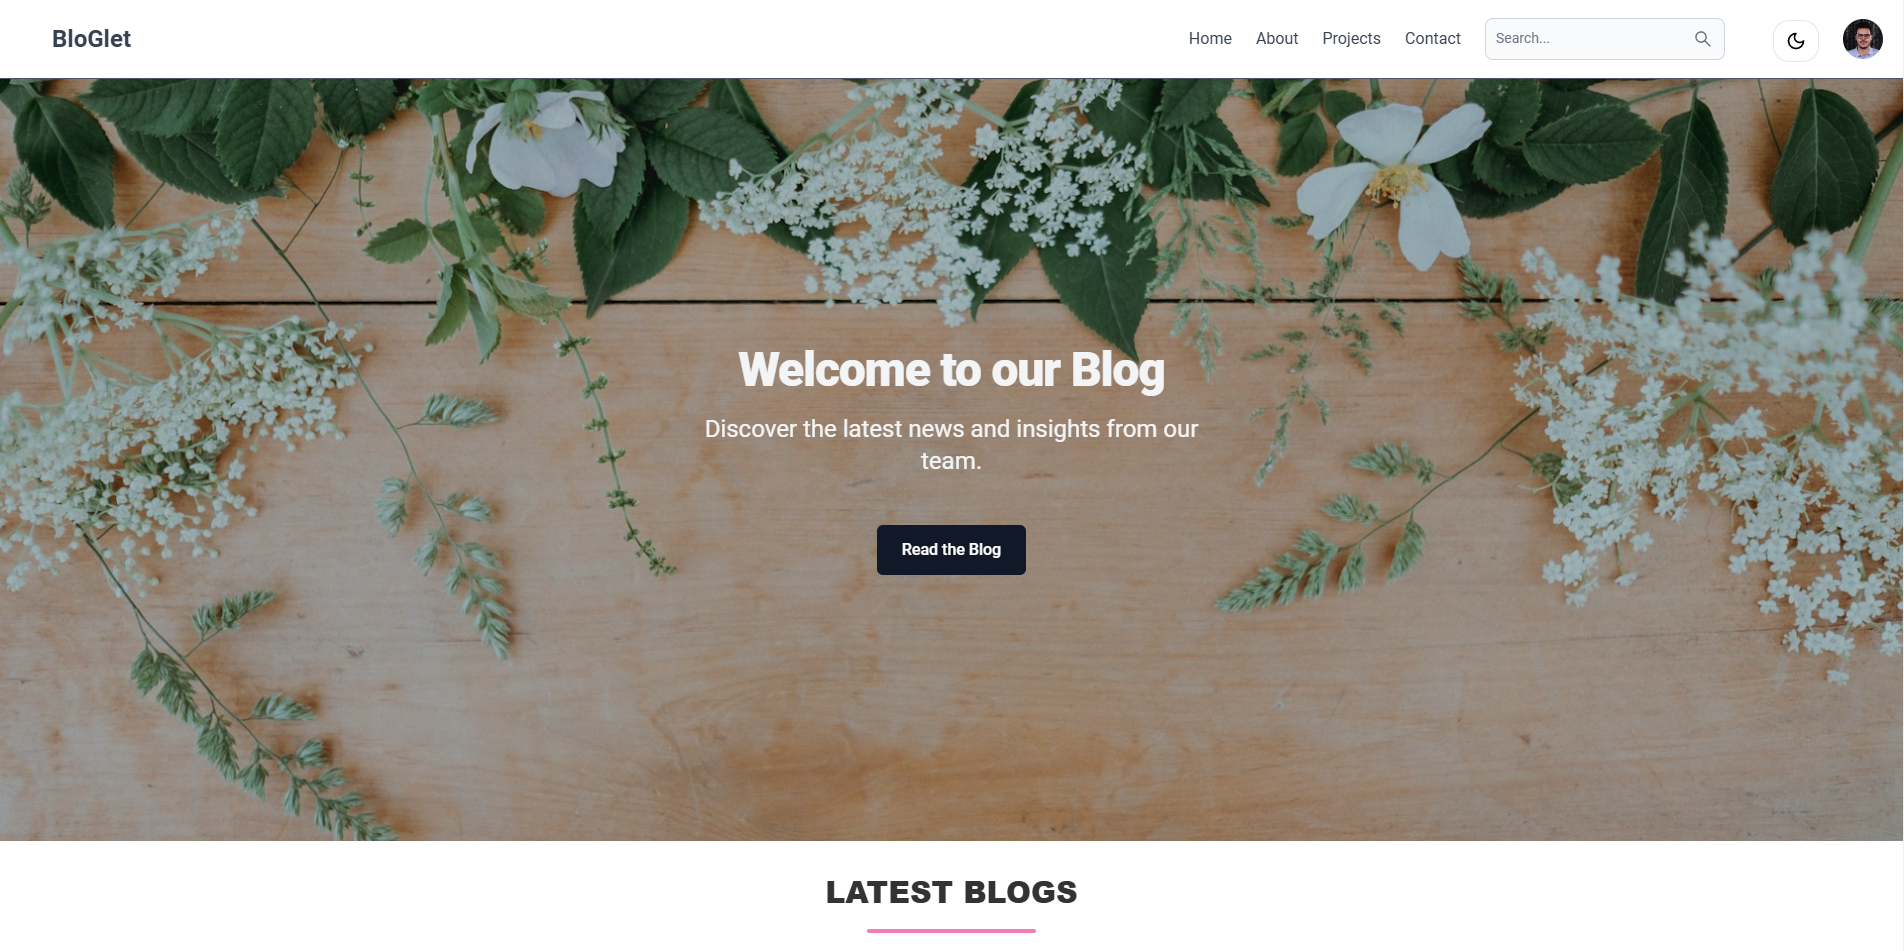 BloGlet
Home About Projects Contact Search...
Welcome to our Blog
Discover the latest news and insights from our
team.
Read the Blog
LATEST BLOGS